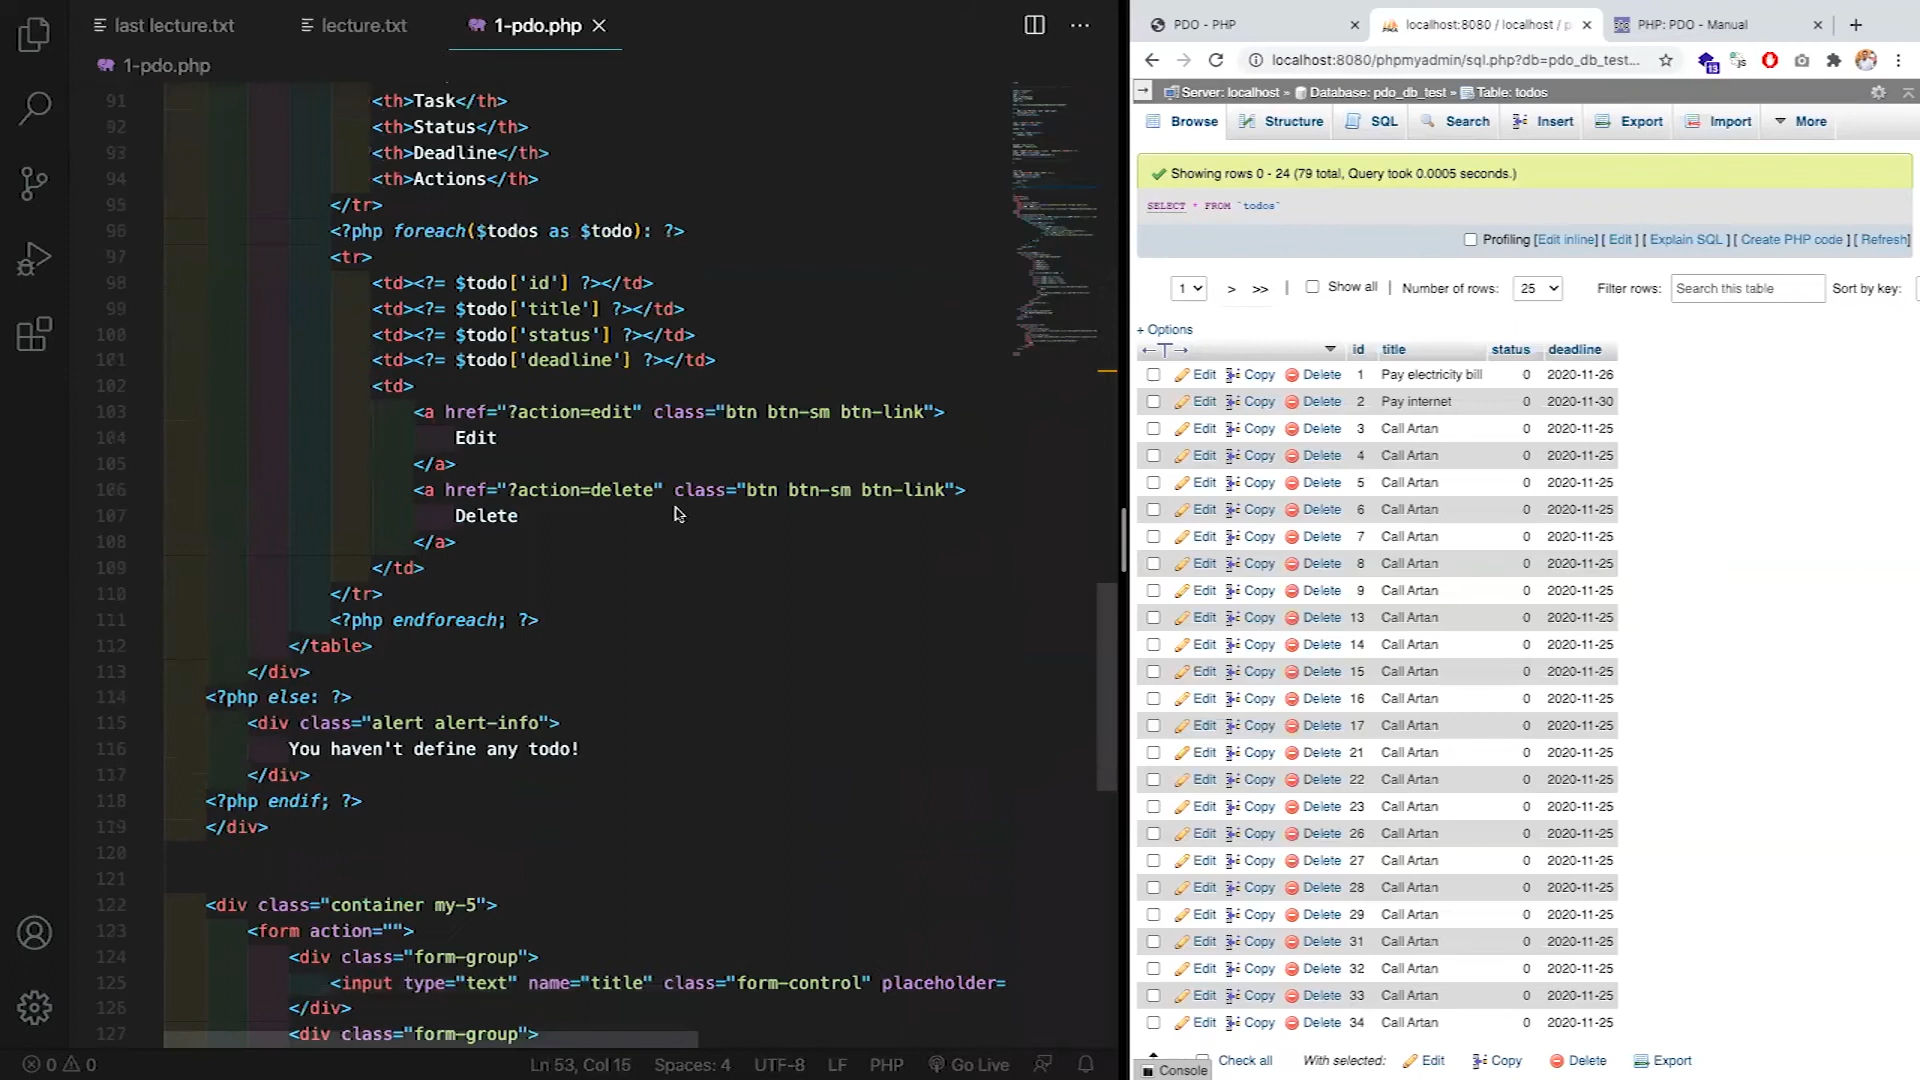 last lecture.txt
lecture.txt
1-pdo.php
1-pdo.php
91 <th>Task</th>
92 <th>Status</th>
93 <th>Deadline</th>
94 <th>Actions</th>
95 </tr>
96 <?php foreach($todos as $todo): ?>
97 <tr>
98 <td><?= $todo['id'] ?></td>
99 <td><?= $todo['title'] ?></td>
100 <td><?= $todo['status'] ?></td>
101 <td><?= $todo['deadline'] ?></td>
102 <td>
103 <a href="?action=edit" class="btn btn-sm btn-link">
104 Edit
105 </a>
106 <a href="?action=delete" class="btn btn-sm btn-link">
107 Delete
108 </a>
109 </td>
110 </tr>
111 <?php endforeach; ?>
112 </table>
113 </div>
114 <?php else: ?>
115 <div class="alert alert-info">
116 You haven't define any todo!
117 </div>
118 <?php endif; ?>
119 </div>
120
121
122 <div class="container my-5">
123 <form action="">
124 <div class="form-group">
125 <input type="text" name="title" class="form-control" placeholder=
126 </div>
127 <div class="form-group">
0 0
Ln 53, Col 15
Spaces: 4
UTF-8
LF
PHP
Go Live
PDO - PHP
localhost:8080 / localhost / p
PHP: PDO - Manual
localhost:8080/phpmyadmin/sql.php?db=pdo_db_test...
13
Server: localhost » Database: pdo_db_test » Table: todos
Browse Structure SQL Search Insert Export Import More
Showing rows 0 - 24 (79 total, Query took 0.0005 seconds.)
SELECT * FROM `todos`
Profiling [Edit inline] [ Edit ] [ Explain SQL ] [ Create PHP code ] [ Refresh]
1 > >> | Show all | Number of rows: 25 Filter rows: Search this table Sort by key:
+ Options
←T→ id title status deadline
Edit Copy Delete 1 Pay electricity bill 0 2020-11-26
Edit Copy Delete 2 Pay internet 0 2020-11-30
Edit Copy Delete 3 Call Artan 0 2020-11-25
Edit Copy Delete 4 Call Artan 0 2020-11-25
Edit Copy Delete 5 Call Artan 0 2020-11-25
Edit Copy Delete 6 Call Artan 0 2020-11-25
Edit Copy Delete 7 Call Artan 0 2020-11-25
Edit Copy Delete 8 Call Artan 0 2020-11-25
Edit Copy Delete 9 Call Artan 0 2020-11-25
Edit Copy Delete 13 Call Artan 0 2020-11-25
Edit Copy Delete 14 Call Artan 0 2020-11-25
Edit Copy Delete 15 Call Artan 0 2020-11-25
Edit Copy Delete 16 Call Artan 0 2020-11-25
Edit Copy Delete 17 Call Artan 0 2020-11-25
Edit Copy Delete 21 Call Artan 0 2020-11-25
Edit Copy Delete 22 Call Artan 0 2020-11-25
Edit Copy Delete 23 Call Artan 0 2020-11-25
Edit Copy Delete 26 Call Artan 0 2020-11-25
Edit Copy Delete 27 Call Artan 0 2020-11-25
Edit Copy Delete 28 Call Artan 0 2020-11-25
Edit Copy Delete 29 Call Artan 0 2020-11-25
Edit Copy Delete 31 Call Artan 0 2020-11-25
Edit Copy Delete 32 Call Artan 0 2020-11-25
Edit Copy Delete 33 Call Artan 0 2020-11-25
Edit Copy Delete 34 Call Artan 0 2020-11-25
Check all With selected: Edit Copy Delete Export
Console